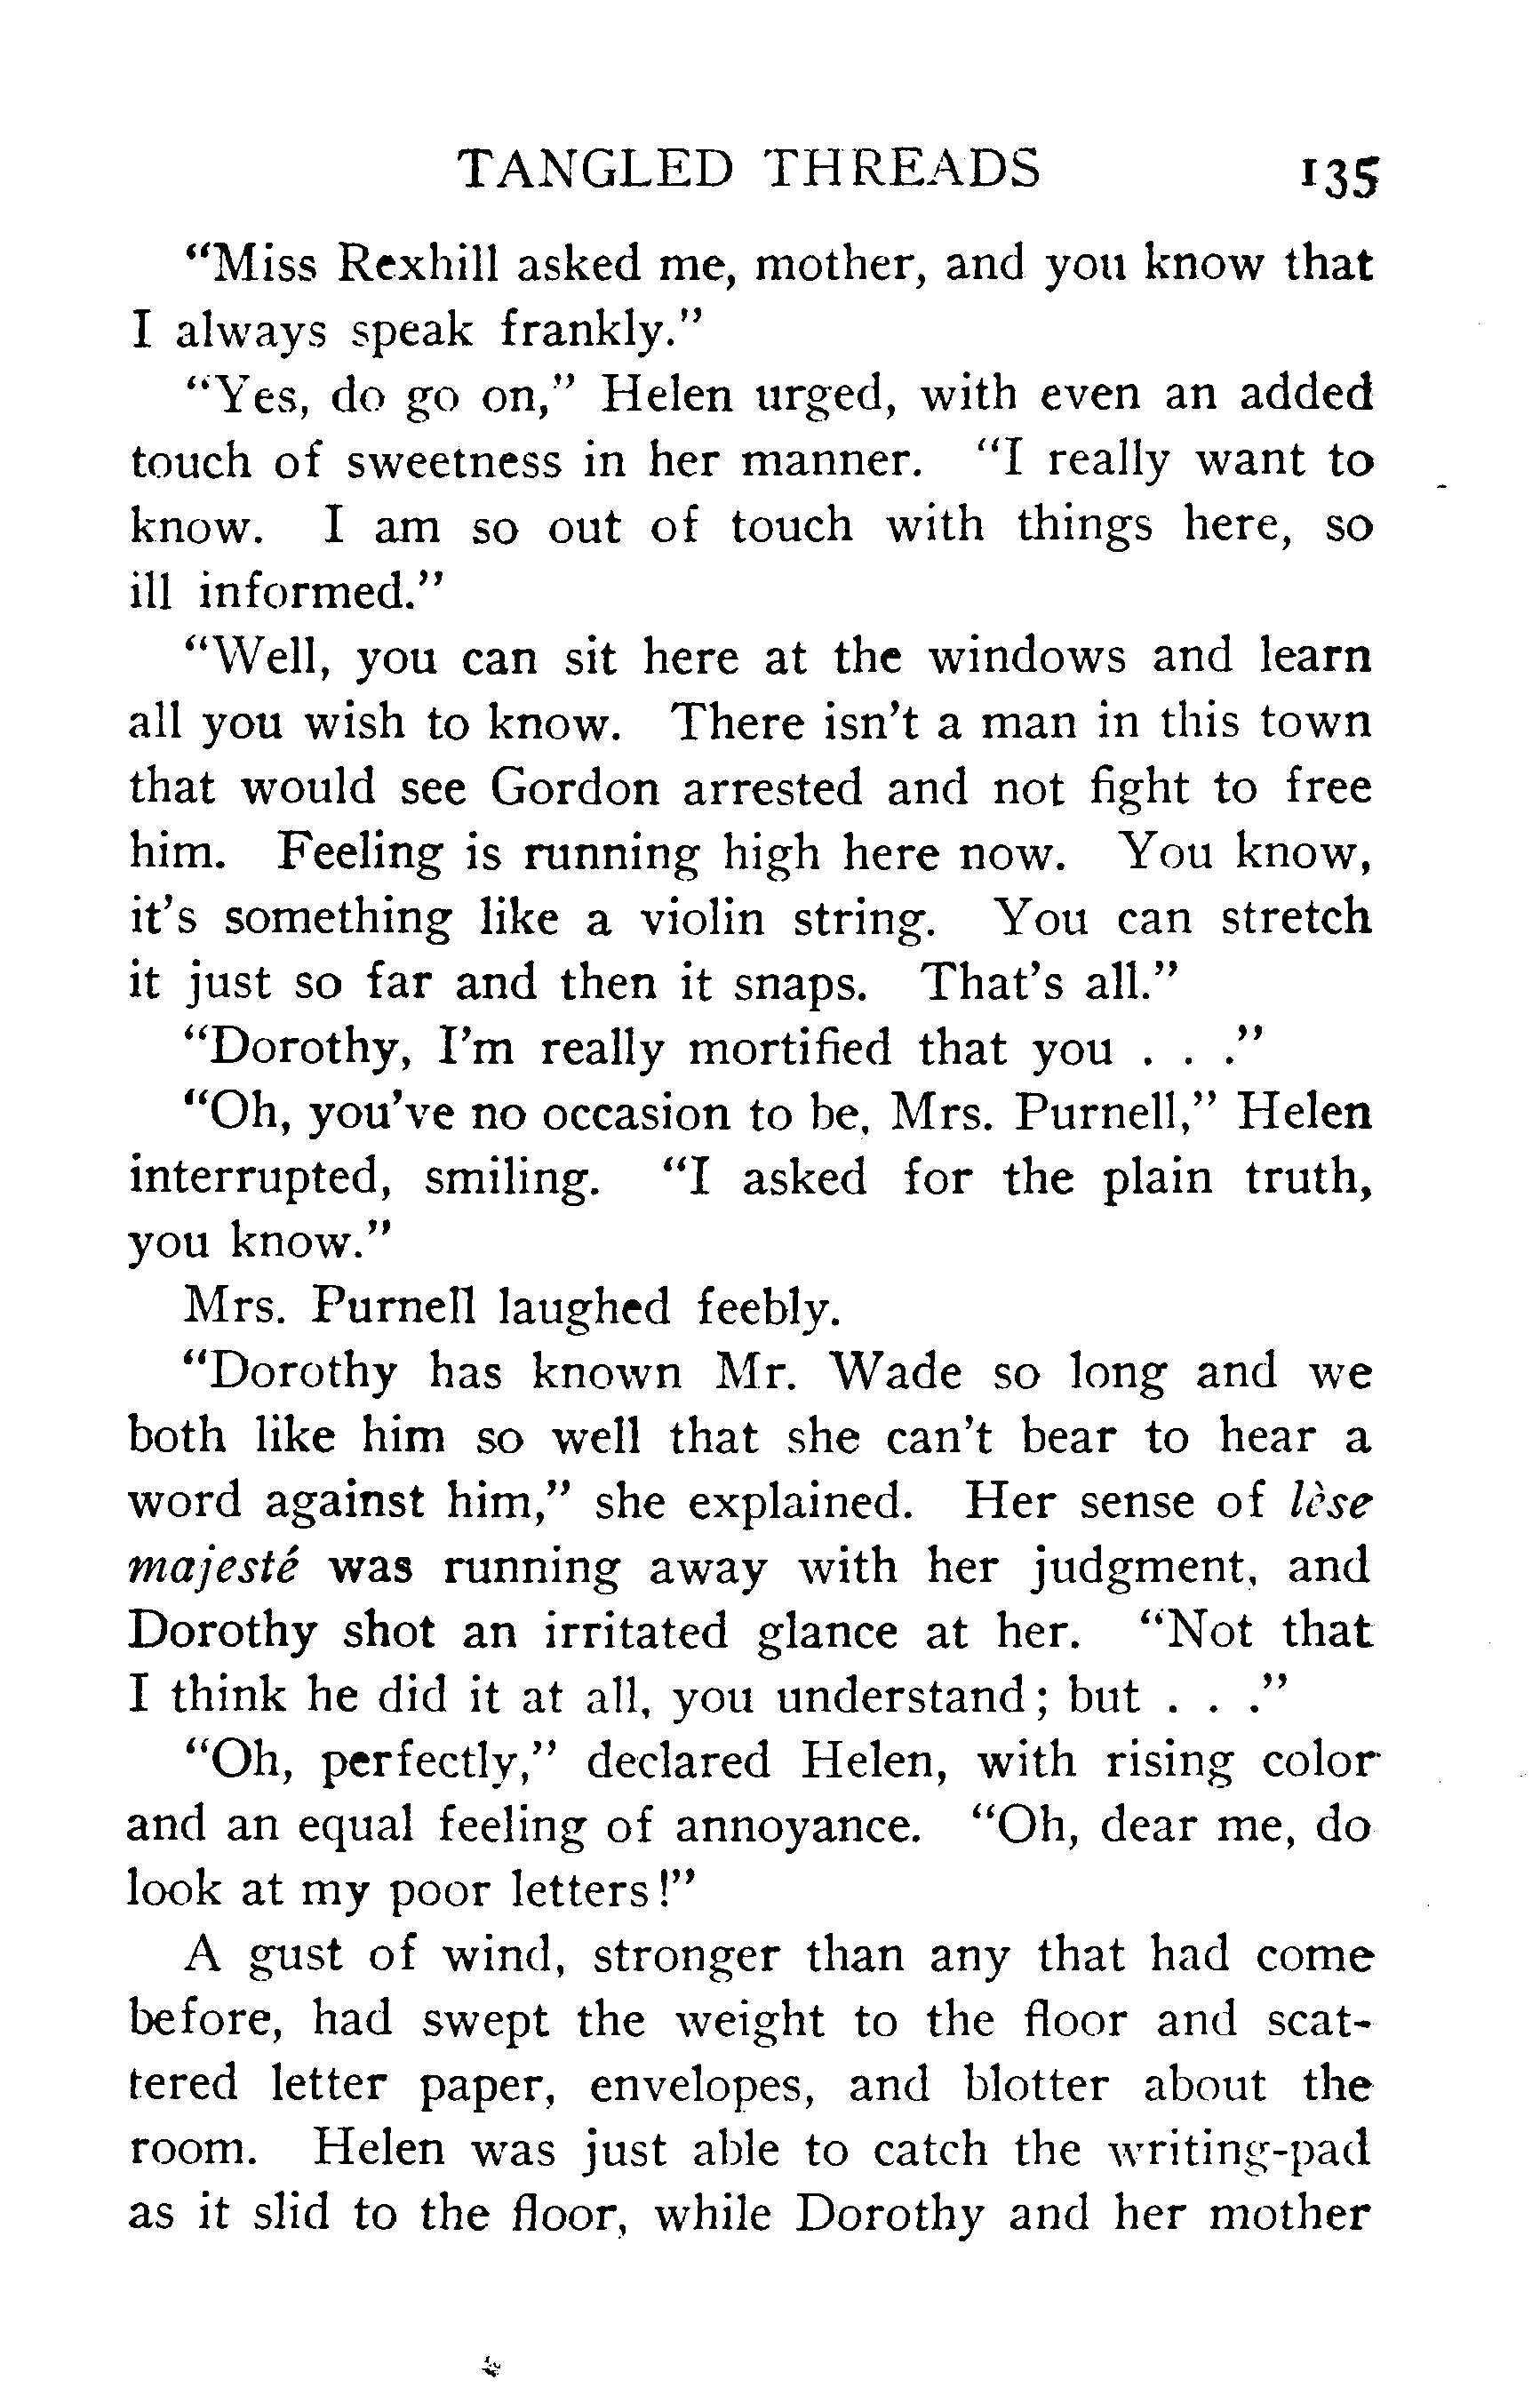 TANGLED THREADS 135
"Miss Rexhill asked me, mother, and you know that
I always speak frankly."
"Yes, do go on," Helen urged, with even an added
touch of sweetness in her manner. "I really want to
know. I am so out of touch with things here, so
ill informed."
"Well, you can sit here at the windows and learn
all you wish to know. There isn't a man in this town
that would see Gordon arrested and not fight to free
him. Feeling is running high here now. You know,
it's something like a violin string. You can stretch
it just so far and then it snaps. That's all."
"Dorothy, I'm really mortified that you . . ."
"Oh, you've no occasion to be, Mrs. Purnell," Helen
interrupted, smiling. "I asked for the plain truth,
you know."
Mrs. Purnell laughed feebly.
"Dorothy has known Mr. Wade so long and we
both like him so well that she can't bear to hear a
word against him," she explained. Her sense of lèse
majesté was running away with her judgment, and
Dorothy shot an irritated glance at her. "Not that
I think he did it at all, you understand; but . . ."
"Oh, perfectly," declared Helen, with rising color
and an equal feeling of annoyance. "Oh, dear me, do
look at my poor letters!"
A gust of wind, stronger than any that had come
before, had swept the weight to the floor and scat-
tered letter paper, envelopes, and blotter about the
room. Helen was just able to catch the writing-pad
as it slid to the floor, while Dorothy and her mother